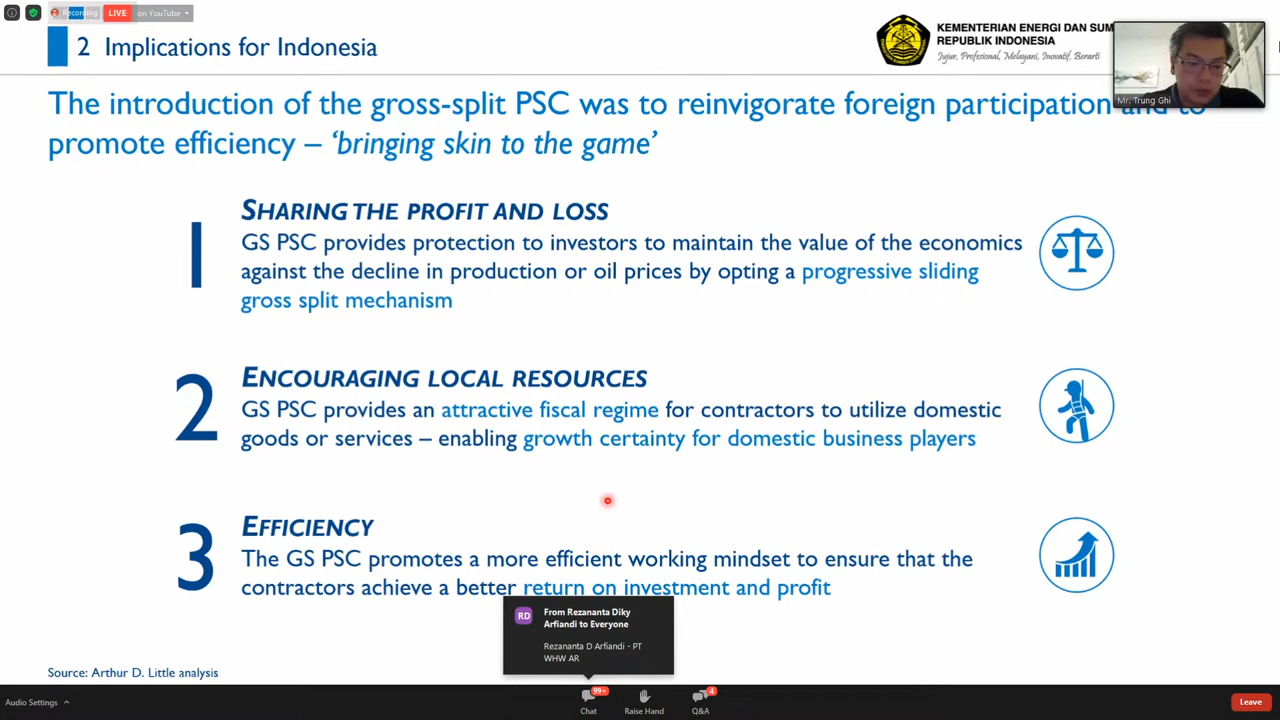 Recording
LIVE
on YouTube
2 Implications for Indonesia
KEMENTERIAN ENERGI DAN SUM
REPUBLIK INDONESIA
Jujur, Profesional, Melayani, Inovatif, Berarti
Mr. Trung Ghi
The introduction of the gross-split PSC was to reinvigorate foreign participation and to
promote efficiency – ‘bringing skin to the game’
1
SHARING THE PROFIT AND LOSS
GS PSC provides protection to investors to maintain the value of the economics
against the decline in production or oil prices by opting a progressive sliding
gross split mechanism
2
ENCOURAGING LOCAL RESOURCES
GS PSC provides an attractive fiscal regime for contractors to utilize domestic
goods or services – enabling growth certainty for domestic business players
3
EFFICIENCY
The GS PSC promotes a more efficient working mindset to ensure that the
contractors achieve a better return on investment and profit
RD
From Rezananta Diky
Arfiandi to Everyone
Rezananta D Arfiandi - PT
WHW AR
Source: Arthur D. Little analysis
Audio Settings
99+
Chat
Raise Hand
4
Q&A
Leave